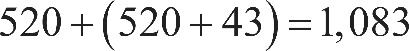 520 + (520 + 43) = 1,083